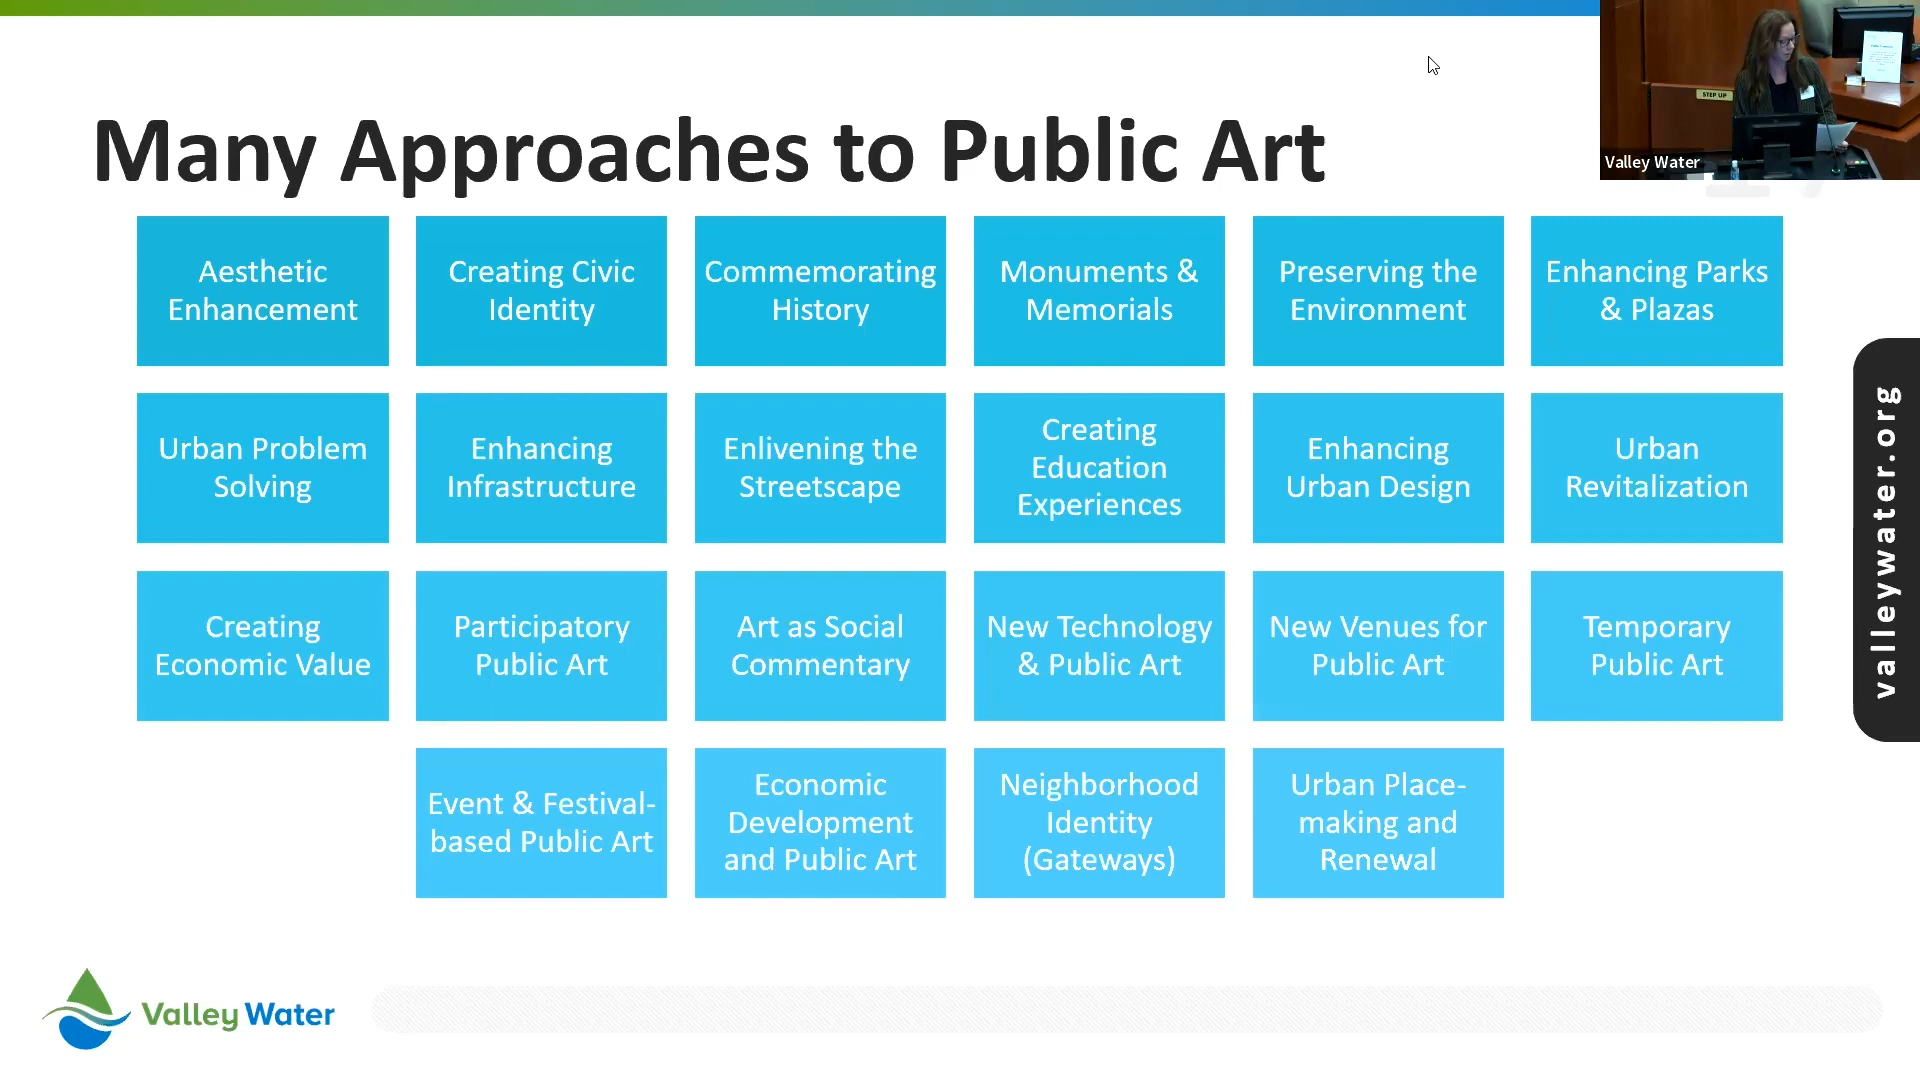 STEP UP
Valley Water
Many Approaches to Public Art
Aesthetic
Enhancement
Creating Civic
Identity
Commemorating
History
Monuments &
Memorials
Preserving the
Environment
Enhancing Parks
& Plazas
Urban Problem
Solving
Enhancing
Infrastructure
Enlivening the
Streetscape
Creating
Education
Experiences
Enhancing
Urban Design
Urban
Revitalization
Creating
Economic Value
Participatory
Public Art
Art as Social
Commentary
New Technology
& Public Art
New Venues for
Public Art
Temporary
Public Art
Event & Festival-
based Public Art
Economic
Development
and Public Art
Neighborhood
Identity
(Gateways)
Urban Place-
making and
Renewal
valleywater.org
Valley Water